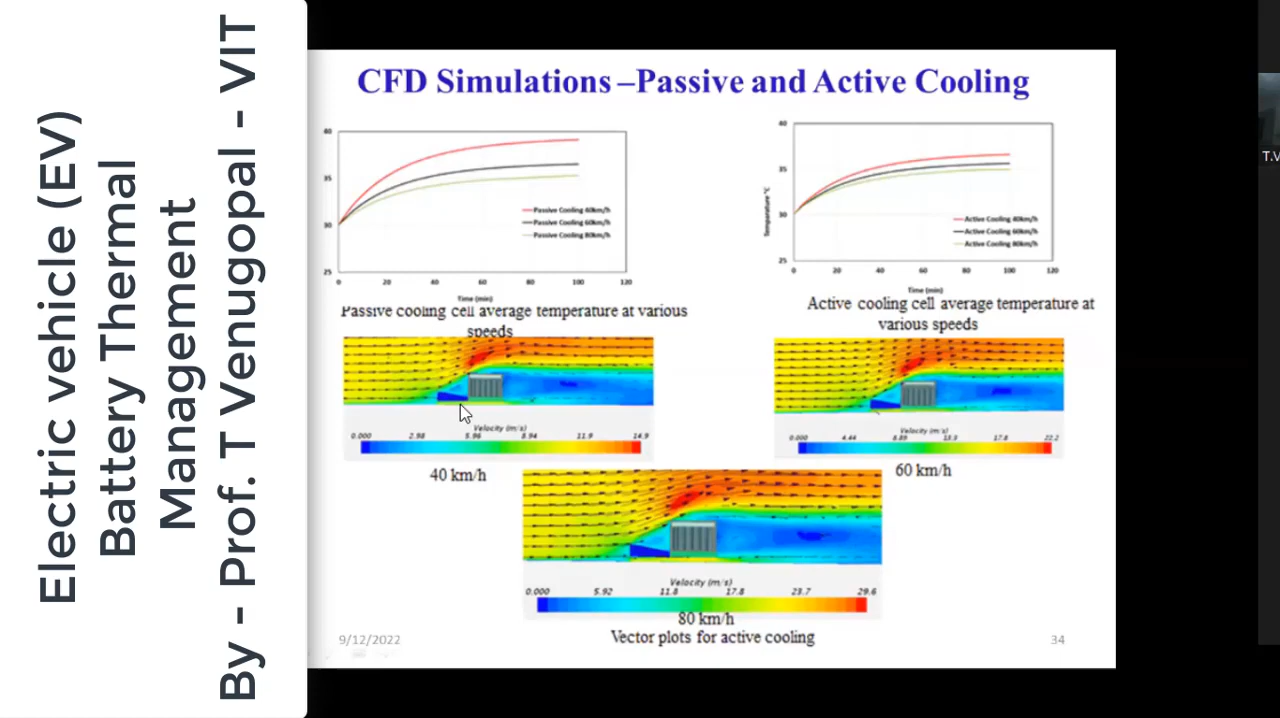 Electric vehicle (EV)
Battery Thermal
Management
By - Prof. T Venugopal - VIT
CFD Simulations –Passive and Active Cooling
40
35
30
25
0
20
40
60
80
100
120
Time (min)
Passive Cooling 40km/h
Passive Cooling 60km/h
Passive Cooling 80km/h
Passive cooling cell average temperature at various
speeds
40
35
30
25
Temperature °C
0
20
40
60
80
100
120
Time (min)
Active Cooling 40km/h
Active Cooling 60km/h
Active Cooling 80km/h
Active cooling cell average temperature at
various speeds
Velocity (m/s)
0.000 2.98 5.96 8.94 11.9 14.9
40 km/h
Velocity (m/s)
0.000 4.44 8.89 17.8 22.2
60 km/h
Velocity (m/s)
0.000 5.92 11.8 17.8 23.7 29.6
80 km/h
Vector plots for active cooling
9/12/2022
34